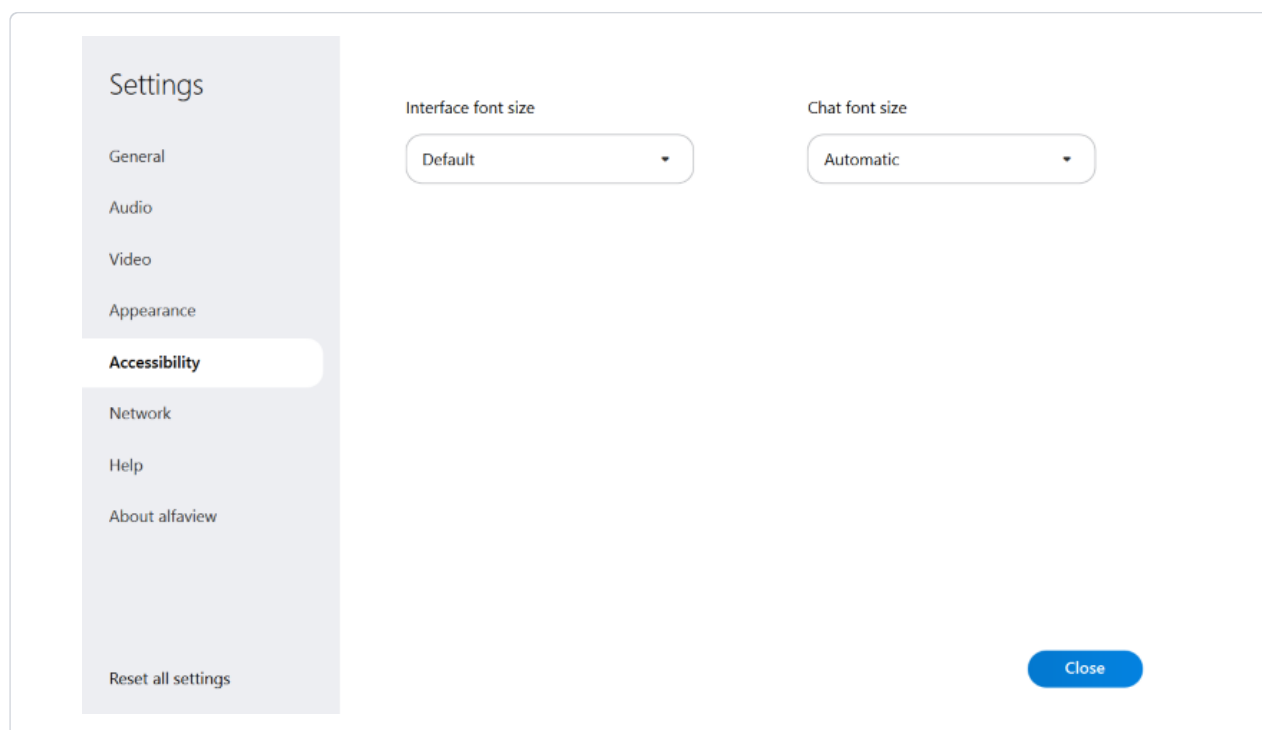 Settings
General
Audio
Video
Appearance
Accessibility
Network
Help
About alfaview
Reset all settings
Interface font size
Default
Chat font size
Automatic
Close